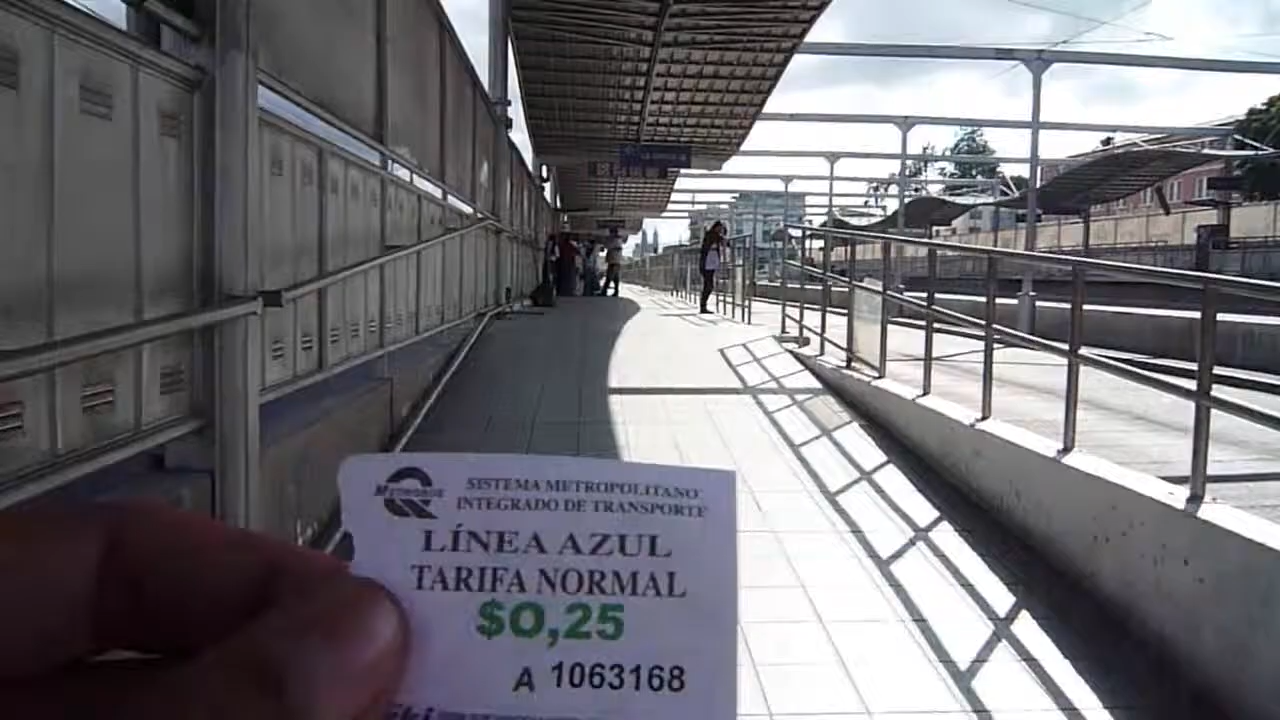 METROBUS
SISTEMA METROPOLITANO
INTEGRADO DE TRANSPORTE
LÍNEA AZUL
TARIFA NORMAL
$0,25
A 1063168